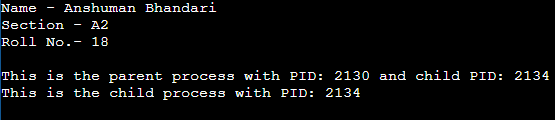 Name - Anshuman Bhandari
Section - A2
Roll No.- 18
This is the parent process with PID: 2130 and child PID: 2134
This is the child process with PID: 2134